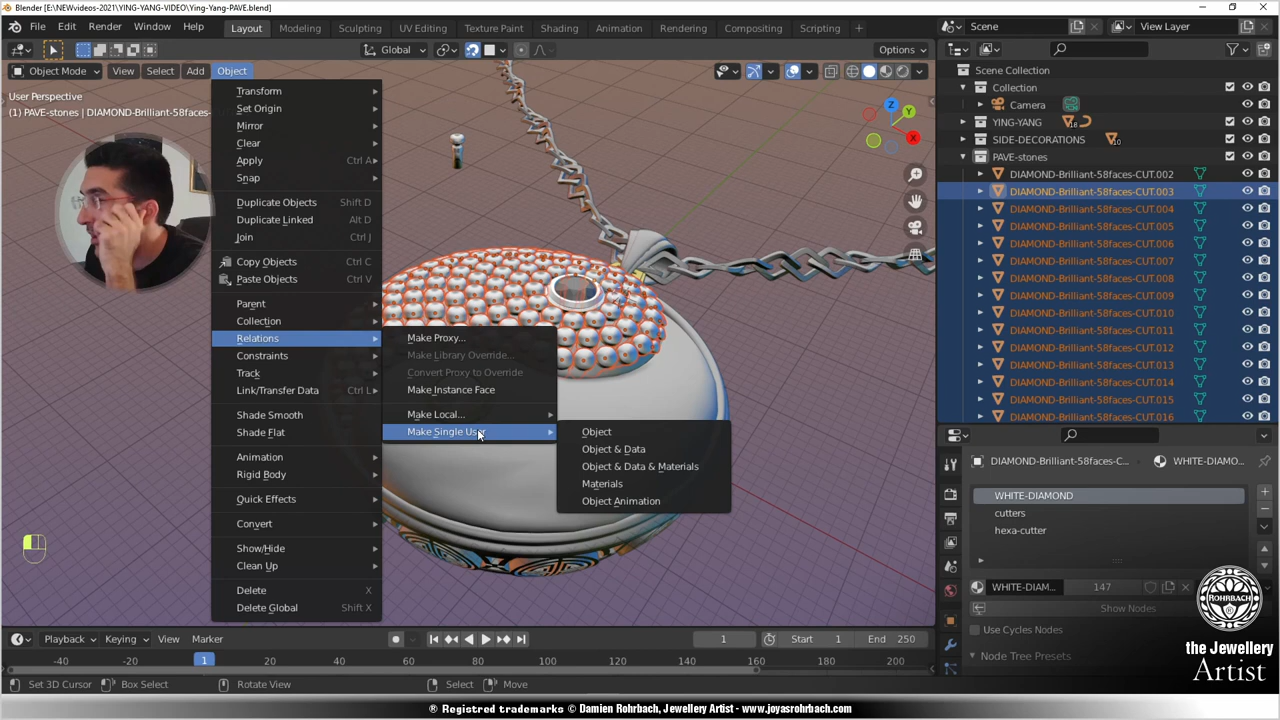 Blender [E:\NEWvideos-2021\YING-YANG-VIDEO\Ying-Yang-PAVE.blend]
File Edit Render Window Help
Layout Modeling Sculpting UV Editing Texture Paint Shading Animation Rendering Compositing Scripting
Scene
View Layer
Global
Options
Object Mode View Select Add Object
User Perspective
(1) PAVE-stones | DIAMOND-Brilliant-58faces-
Transform
Set Origin
Mirror
Clear
Apply Ctrl A
Snap
Duplicate Objects Shift D
Duplicate Linked Alt D
Join Ctrl J
Copy Objects Ctrl C
Paste Objects Ctrl V
Parent
Collection
Relations
Constraints
Track
Link/Transfer Data Ctrl L
Shade Smooth
Shade Flat
Animation
Rigid Body
Quick Effects
Convert
Show/Hide
Clean Up
Delete X
Delete Global Shift X
Make Proxy...
Make Library Override...
Convert Proxy to Override
Make Instance Face
Make Local...
Make Single User
Object
Object & Data
Object & Data & Materials
Materials
Object Animation
Z
Y
X
Scene Collection
Collection
Camera
YING-YANG 18
SIDE-DECORATIONS 10
PAVE-stones
DIAMOND-Brilliant-58faces-CUT.002
DIAMOND-Brilliant-58faces-CUT.003
DIAMOND-Brilliant-58faces-CUT.004
DIAMOND-Brilliant-58faces-CUT.005
DIAMOND-Brilliant-58faces-CUT.006
DIAMOND-Brilliant-58faces-CUT.007
DIAMOND-Brilliant-58faces-CUT.008
DIAMOND-Brilliant-58faces-CUT.009
DIAMOND-Brilliant-58faces-CUT.010
DIAMOND-Brilliant-58faces-CUT.011
DIAMOND-Brilliant-58faces-CUT.012
DIAMOND-Brilliant-58faces-CUT.013
DIAMOND-Brilliant-58faces-CUT.014
DIAMOND-Brilliant-58faces-CUT.015
DIAMOND-Brilliant-58faces-CUT.016
DIAMOND-Brilliant-58faces-C... WHITE-DIAMO...
WHITE-DIAMOND
cutters
hexa-cutter
WHITE-DIAM... 147
Show Nodes
Use Cycles Nodes
Node Tree Presets
Playback Keying View Marker
1 Start 1 End 250
-40 -20 1 20 40 60 80 100 120 140 160 180 200
Set 3D Cursor Box Select Rotate View Select Move
ROHRBACH
the Jewellery
Artist
® Registered trademarks © Damien Rohrbach, Jewellery Artist - www.joyasrohrbach.com